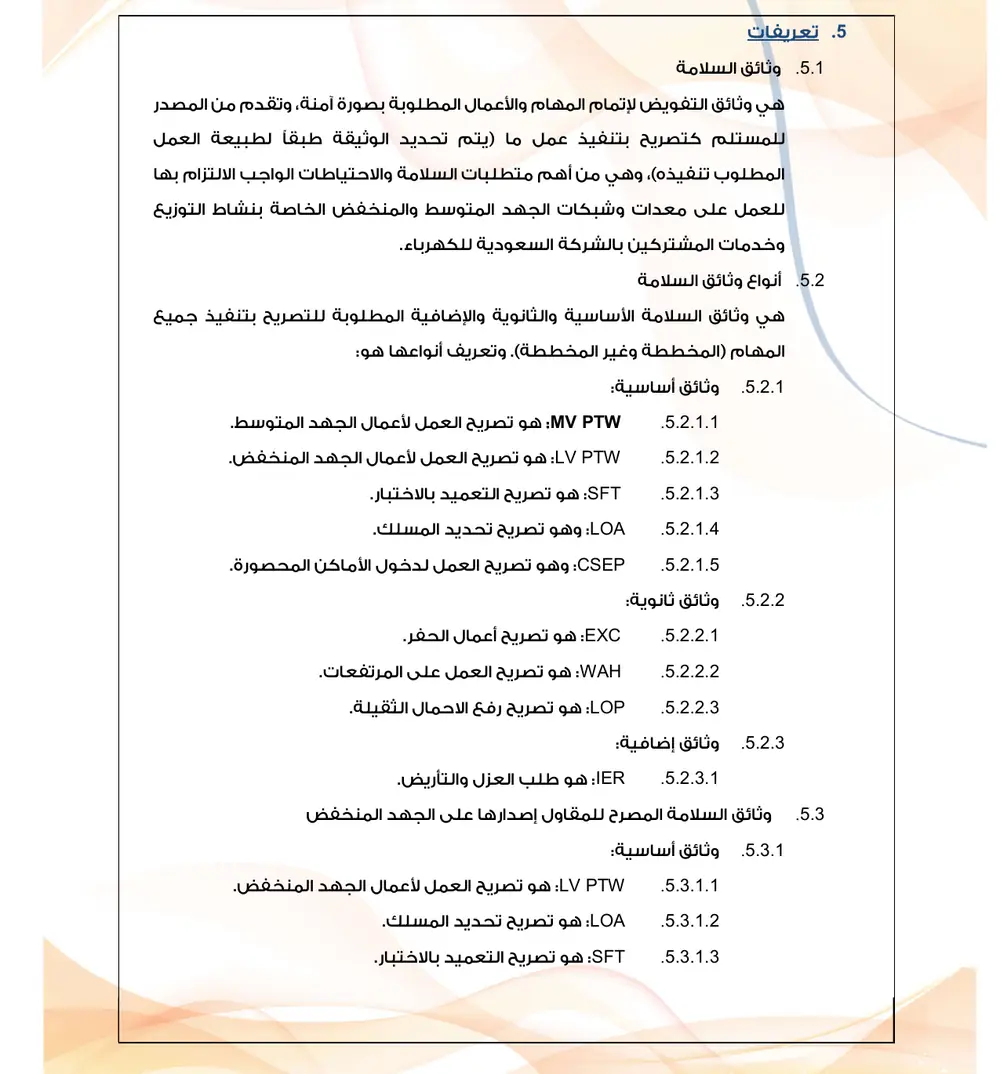 5. تعريفات
5.1. وثائق السلامة
هي وثائق التفويض لإتمام المهام والأعمال المطلوبة بصورة آمنة، وتقدم من المصدر
للمستلم كتصريح بتنفيذ عمل ما (يتم تحديد الوثيقة طبقاً لطبيعة العمل
المطلوب تنفيذه)، وهي من أهم متطلبات السلامة والاحتياطات الواجب الالتزام بها
للعمل على معدات وشبكات الجهد المتوسط والمنخفض الخاصة بنشاط التوزيع
وخدمات المشتركين بالشركة السعودية للكهرباء.
5.2. أنواع وثائق السلامة
هي وثائق السلامة الأساسية والثانوية والإضافية المطلوبة للتصريح بتنفيذ جميع
المهام (المخططة وغير المخططة). وتعريف أنواعها هو:
5.2.1. وثائق أساسية:
5.2.1.1. MV PTW: هو تصريح العمل لأعمال الجهد المتوسط.
5.2.1.2. LV PTW: هو تصريح العمل لأعمال الجهد المنخفض.
5.2.1.3. SFT: هو تصريح التعميد بالاختبار.
5.2.1.4. LOA: وهو تصريح تحديد المسلك.
5.2.1.5. CSEP: وهو تصريح العمل لدخول الأماكن المحصورة.
5.2.2. وثائق ثانوية:
5.2.2.1. EXC: هو تصريح أعمال الحفر.
5.2.2.2. WAH: هو تصريح العمل على المرتفعات.
5.2.2.3. LOP: هو تصريح رفع الاحمال الثقيلة.
5.2.3. وثائق إضافية:
5.2.3.1. IER: هو طلب العزل والتأريض.
5.3. وثائق السلامة المصرح للمقاول إصدارها على الجهد المنخفض
5.3.1. وثائق أساسية:
5.3.1.1. LV PTW: هو تصريح العمل لأعمال الجهد المنخفض.
5.3.1.2. LOA: هو تصريح تحديد المسلك.
5.3.1.3. SFT: هو تصريح التعميد بالاختبار.